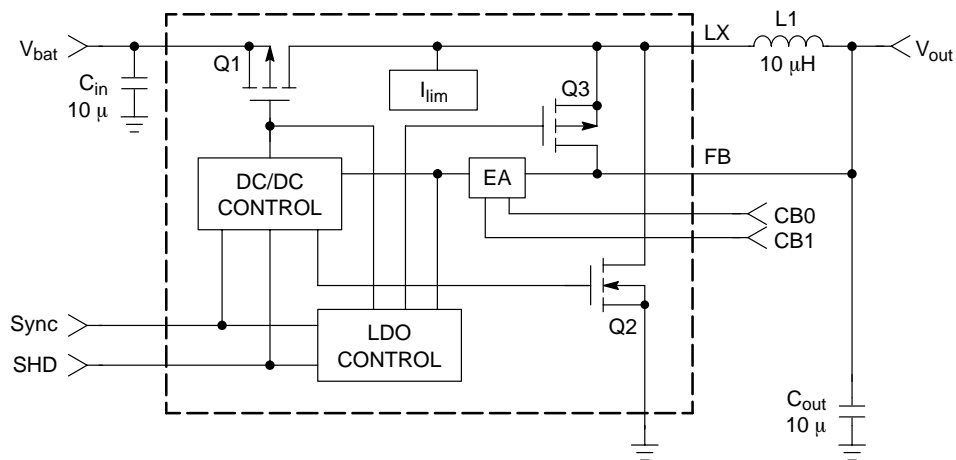 LX
L1
V_bat
V_out
Q1
10 μH
C_in
10 μ
I_lim
Q3
FB
DC/DC
CONTROL
EA
CB0
CB1
Sync
SHD
LDO
CONTROL
Q2
C_out
10 μ